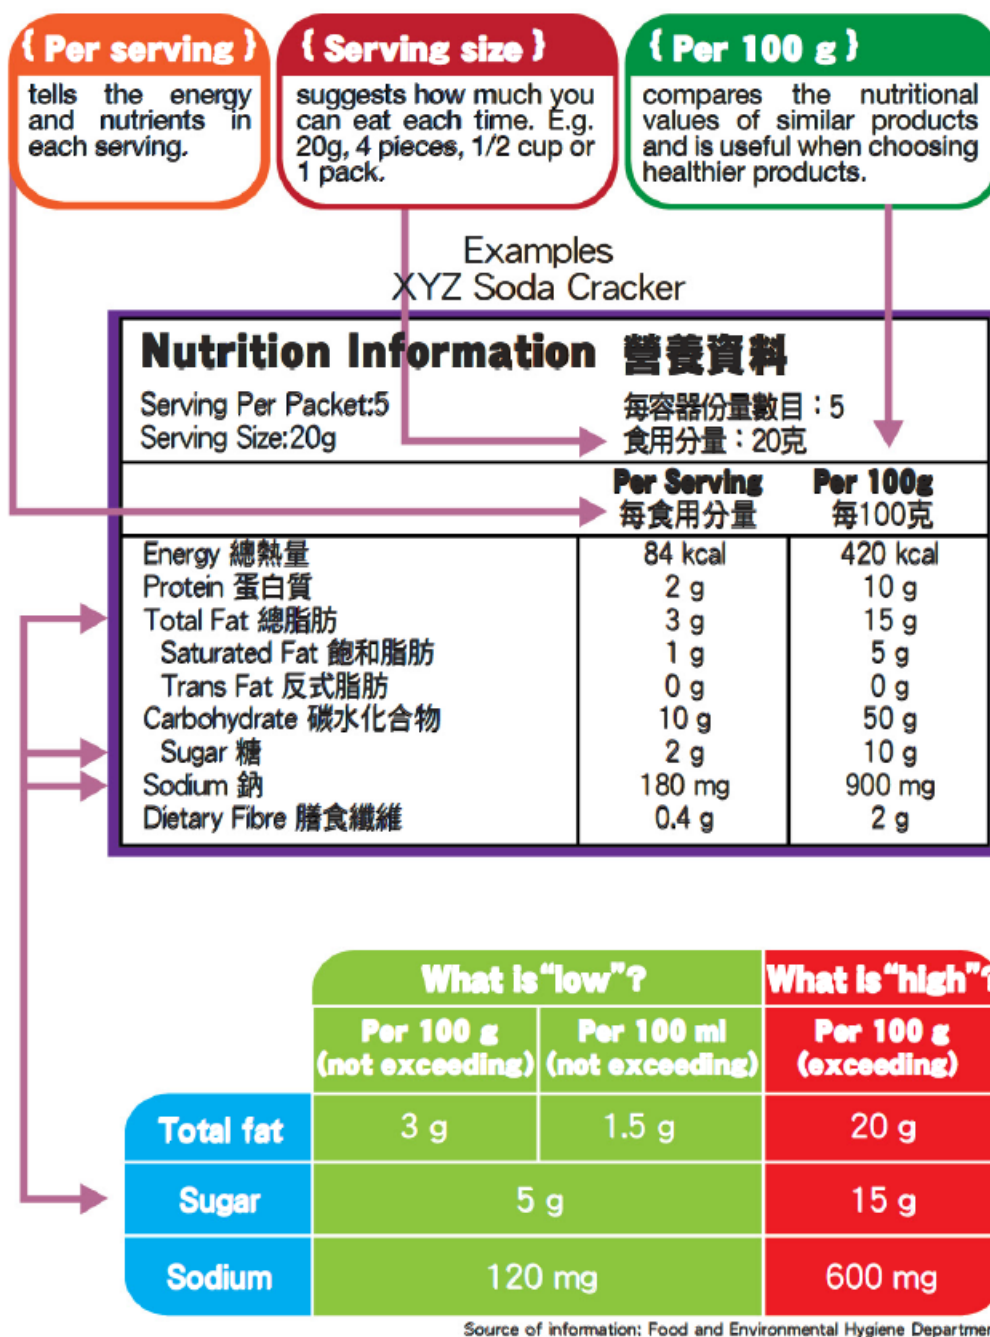 { Per serving }
tells the energy
and nutrients in
each serving.
{ Serving size }
suggests how much you
can eat each time. E.g.
20g, 4 pieces, 1/2 cup or
1 pack.
{ Per 100 g }
compares the nutritional
values of similar products
and is useful when choosing
healthier products.
Examples
XYZ Soda Cracker
Nutrition Information 營養資料
Serving Per Packet:5 每容器份量數目：5
Serving Size:20g 食用分量：20克
Per Serving Per 100g
每食用分量 每100克
Energy 總熱量 84 kcal 420 kcal
Protein 蛋白質 2 g 10 g
Total Fat 總脂肪 3 g 15 g
Saturated Fat 飽和脂肪 1 g 5 g
Trans Fat 反式脂肪 0 g 0 g
Carbohydrate 碳水化合物 10 g 50 g
Sugar 糖 2 g 10 g
Sodium 鈉 180 mg 900 mg
Dietary Fibre 膳食纖維 0.4 g 2 g
What is “low”? What is “high”?
Per 100 g Per 100 ml Per 100 g
(not exceeding) (not exceeding) (exceeding)
Total fat 3 g 1.5 g 20 g
Sugar 5 g 15 g
Sodium 120 mg 600 mg
Source of information: Food and Environmental Hygiene Departmen